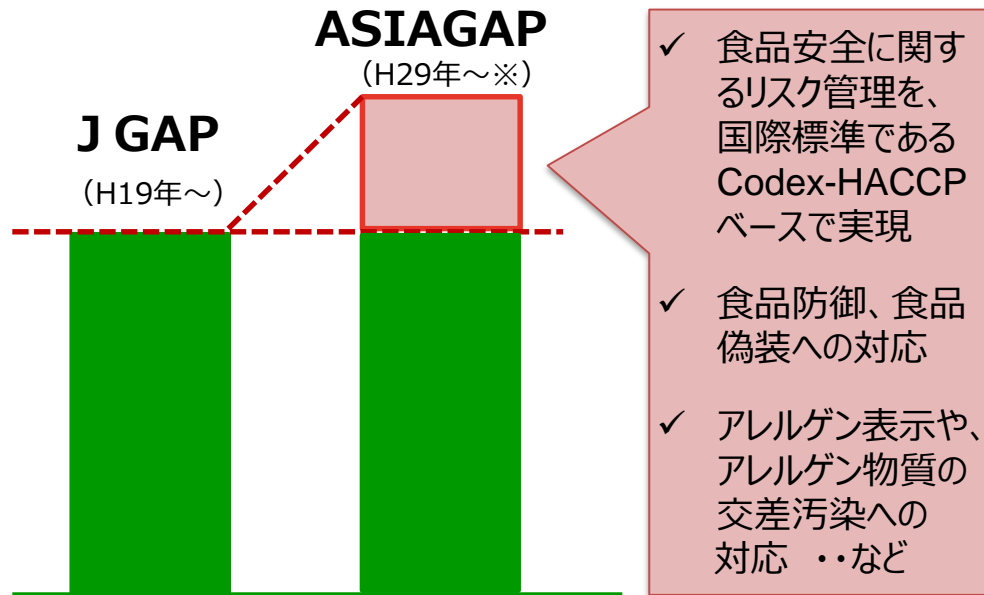 ASIAGAP
（H29年～※）
J GAP
（H19年～）
✓ 食品安全に関す
るリスク管理を、
国際標準である
Codex-HACCP
ベースで実現
✓ 食品防御、食品
偽装への対応
✓ アレルゲン表示や、
アレルゲン物質の
交差汚染への
対応 ・・など